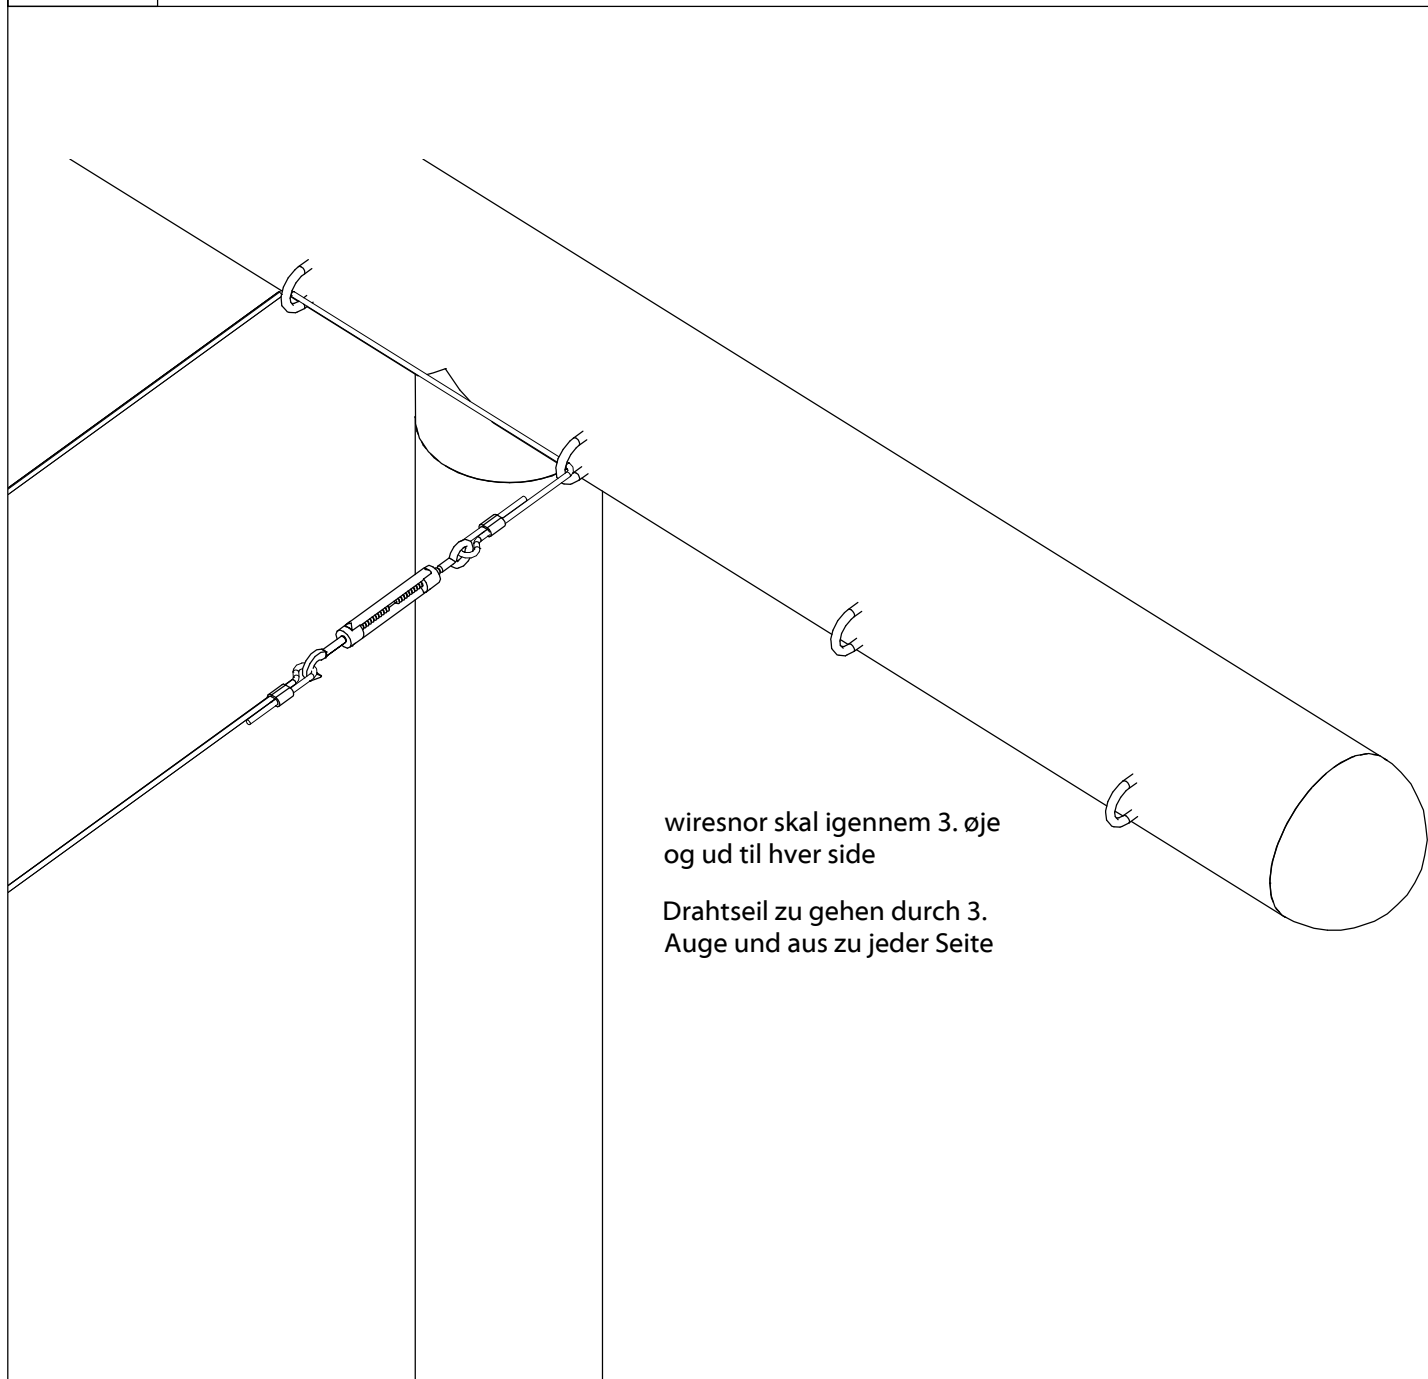 wiresnor skal igennem 3. øje
og ud til hver side
Drahtseil zu gehen durch 3.
Auge und aus zu jeder Seite